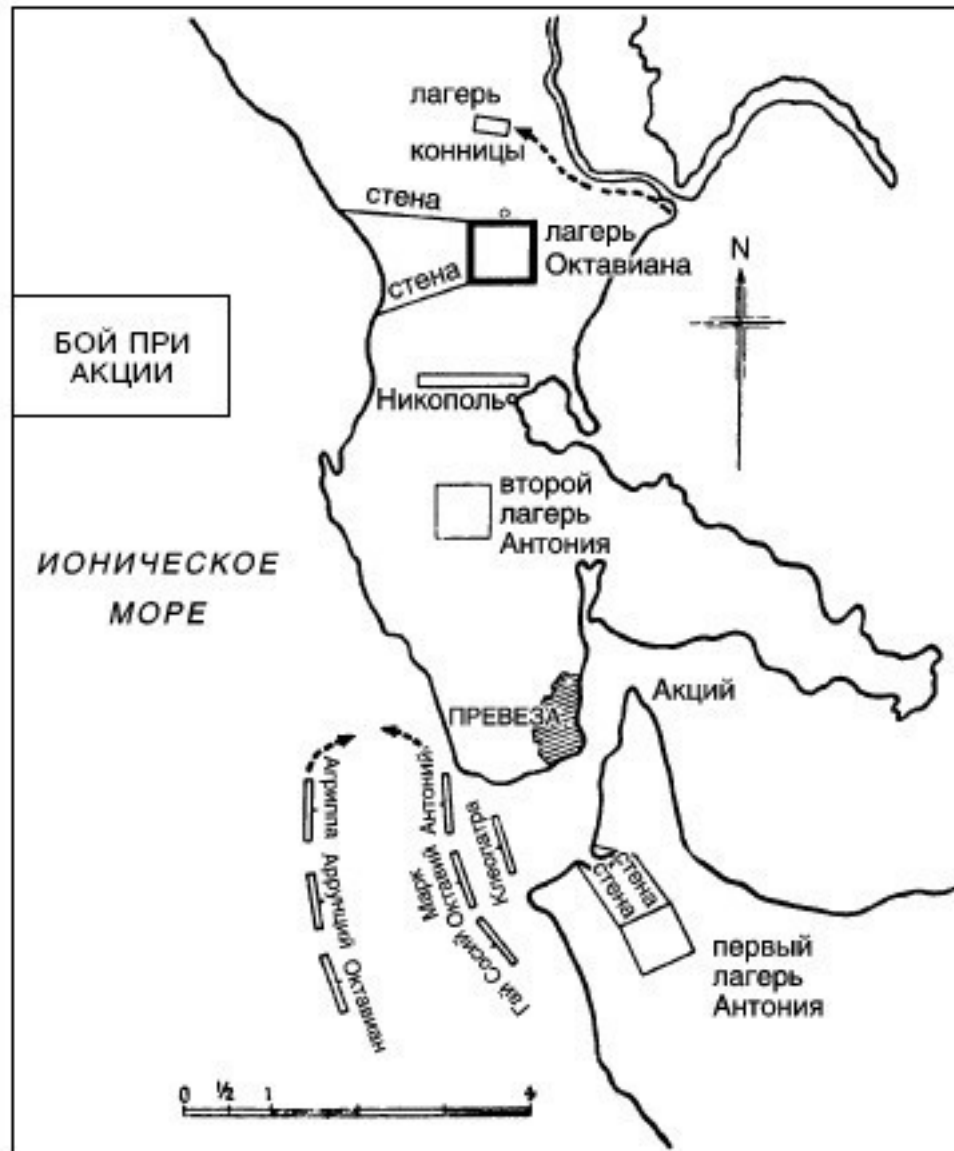 лагерь
конницы
стена
лагерь
Октавиана
стена
N
БОЙ ПРИ
АКЦИИ
Никополь
второй
лагерь
Антония
ИОНИЧЕСКОЕ
МОРЕ
Акций
ПРЕВЕЗА
Агриппа
Аррунций
Октавиан
Антоний
Марк
Октавий
Гай Сосий
Клеопатра
стена
стена
первый
лагерь
Антония
0 ½ 1 4